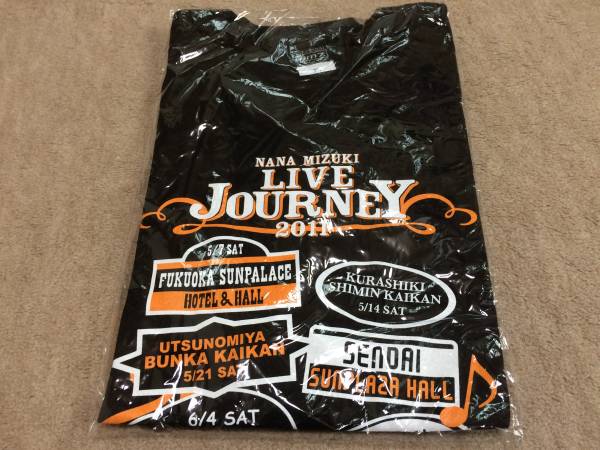 NANA MIZUKI
LIVE
JOURNEY
2011
5/7 SAT
FUKUOKA SUNPALACE
HOTEL & HALL
KURASHIKI
SHIMIN KAIKAN
5/14 SAT
UTSUNOMIYA
BUNKA KAIKAN
5/21 SAT
SENDAI
SUNPLAZA HALL
6/4 SAT